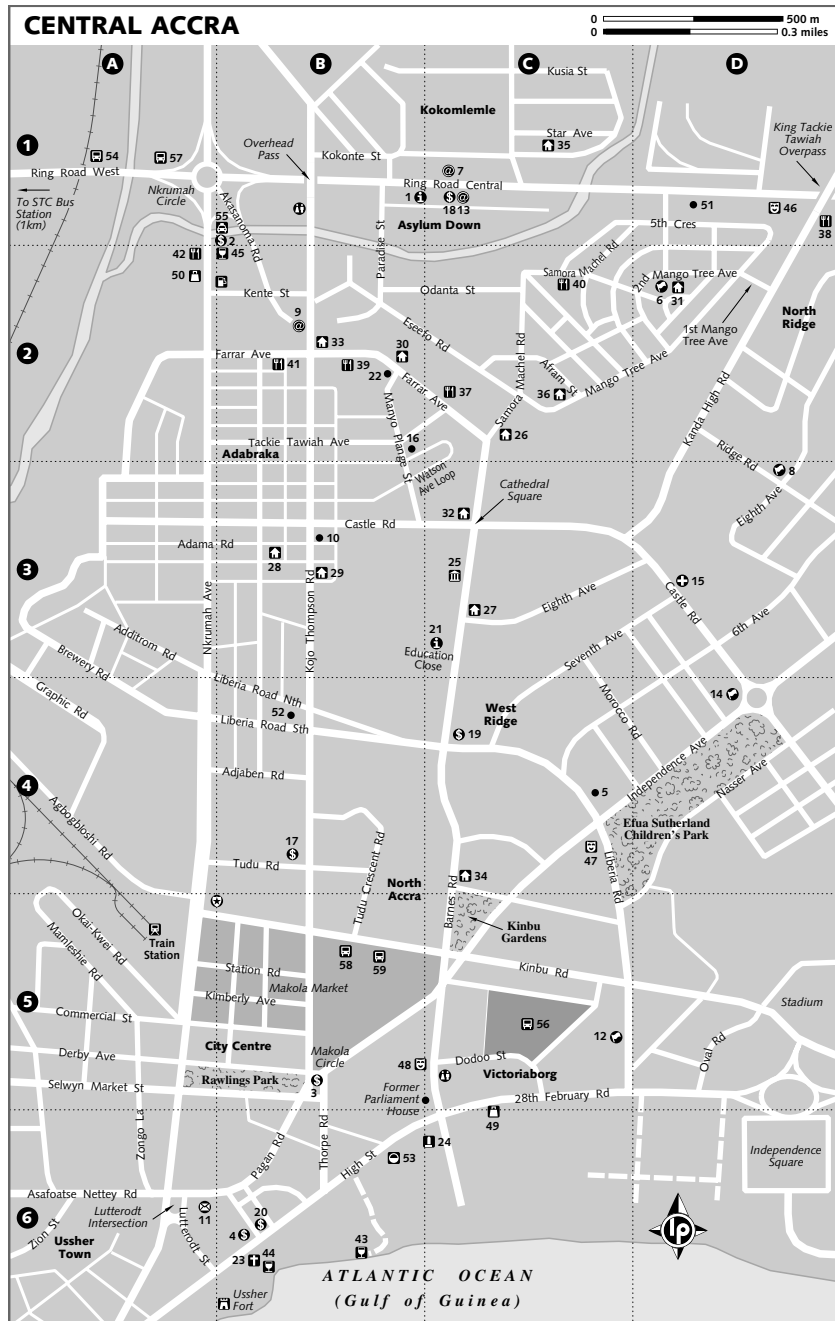 CENTRAL ACCRA
0 500 m
0 0.3 miles
A
B
C
D
Kusia St
Kokomlemle
King Tackie
Tawiah
Overpass
1
54
57
Overhead
Pass
Star Ave
35
Kokonte St
@ 7
Ring Road West
Ring Road Central
To STC Bus
Station
(1km)
Nkrumah
Circle
Akasanoma Rd
1
18
13
51
46
38
55
2
Asylum Down
5th Cres
42
45
Paradise St
Samora Machel Rd
2nd Mango Tree Ave
50
40
6
31
North
Ridge
Kente St
Odanta St
9
@
1st Mango
Tree Ave
Eseefo Rd
2
33
30
Farrar Ave
41
39
22
Farrar Ave
37
Samora Machel Rd
Afram St
36
Mango Tree Ave
Kanda High Rd
Manyo Plange St
16
26
Tackie Tawiah Ave
Adabraka
Watson
Ave Loop
Ridge Rd
8
Cathedral
Square
Eighth Ave
32
Castle Rd
10
Adama Rd
28
3
29
25
15
Castle Rd
Eighth Ave
27
6th Ave
Nkrumah Ave
Kojo Thompson Rd
21
Education
Close
Seventh Ave
Additrom Rd
Brewery Rd
Liberia Road Nth
Graphic Rd
14
52
West
Ridge
Morocco Rd
Liberia Road Sth
19
Independence Ave
Adjaben Rd
Nasser Ave
4
5
Agbogbloshi Rd
Efua Sutherland
Children's Park
17
47
Tudu Rd
Tudu Crescent Rd
34
Liberia Rd
North
Accra
Barnes Rd
Okai-Kwei Rd
Mamleshie Rd
Train
Station
Kinbu
Gardens
58
59
Station Rd
Kinbu Rd
Kimberly Ave
Makola Market
Stadium
5
Commercial St
56
12
City Centre
Makola
Circle
Derby Ave
48
Dodoo St
Oval Rd
Rawlings Park
3
Victoriaborg
Selwyn Market St
Former
Parliament
House
28th February Rd
49
Zongo La
Pagan Rd
Thorpe Rd
24
High St
53
Independence
Square
Asafoatse Nettey Rd
Lutterodt
Intersection
11
20
6
Zion St
Ussher
Town
Lutterodt St
4
23
44
43
lp
ATLANTIC OCEAN
(Gulf of Guinea)
Ussher
Fort